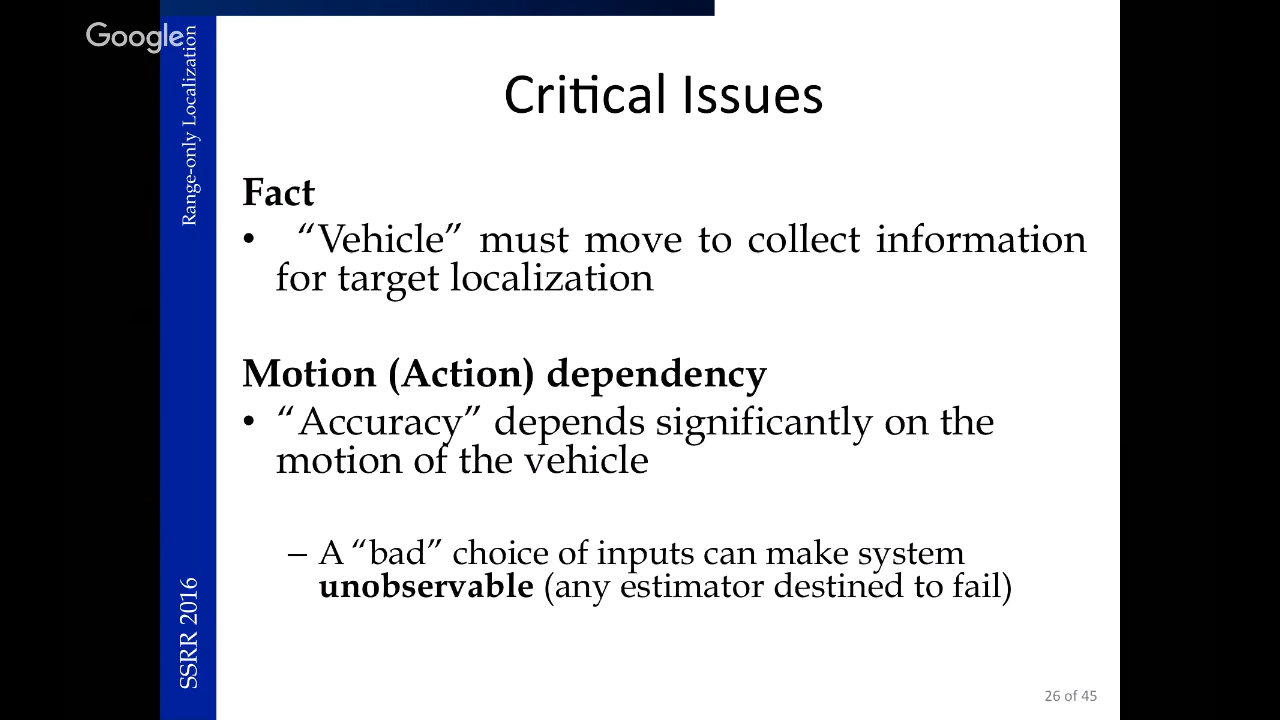 Google
Range-only Localization
Critical Issues
Fact
• “Vehicle” must move to collect information
for target localization
Motion (Action) dependency
• “Accuracy” depends significantly on the
motion of the vehicle
– A “bad” choice of inputs can make system
unobservable (any estimator destined to fail)
SSRR 2016
26 of 45